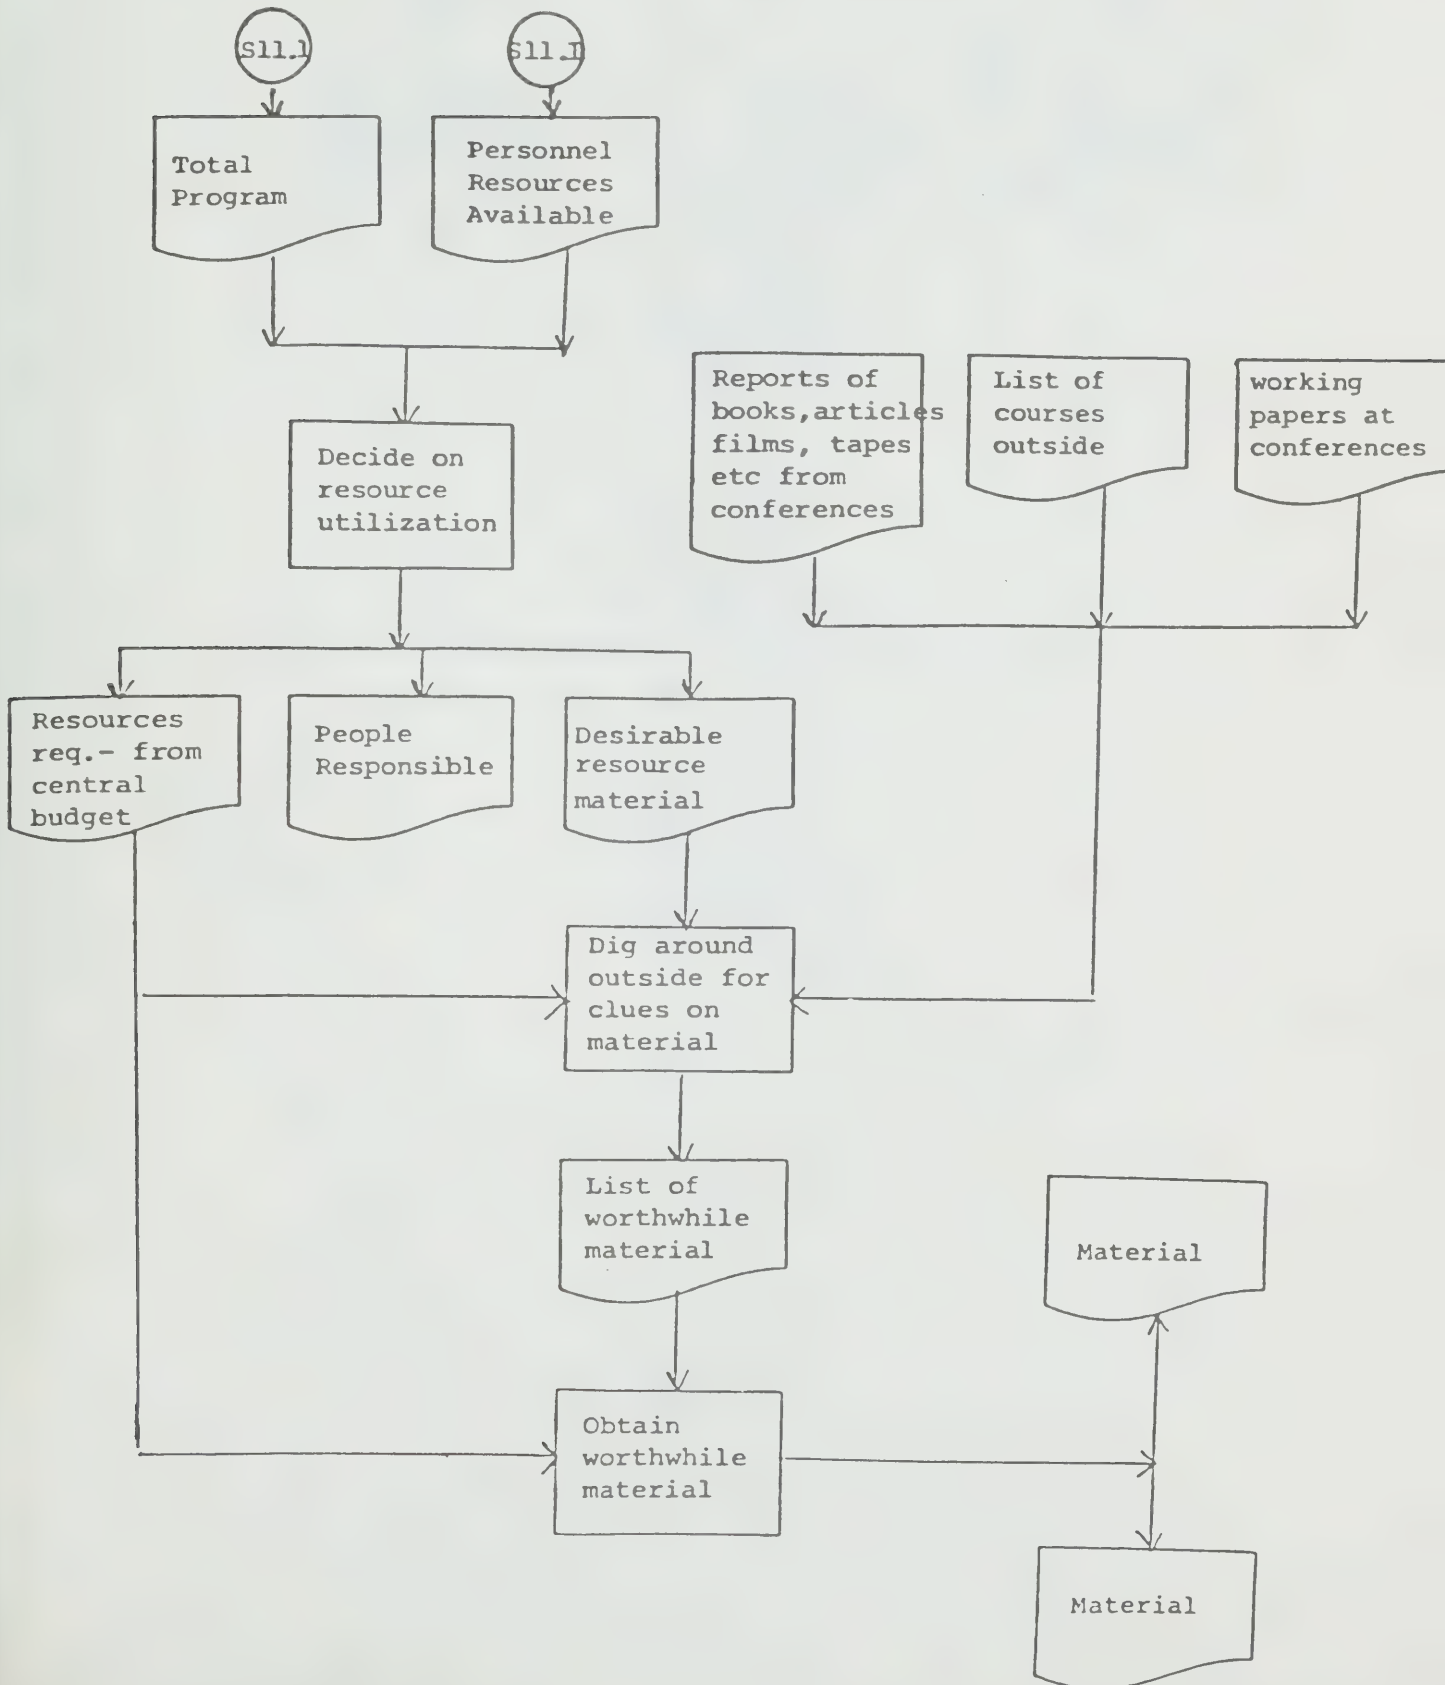 S11.1
S11.I
Total
Program
Personnel
Resources
Available
Reports of
books,articles
films, tapes
etc from
conferences
List of
courses
outside
working
papers at
conferences
Decide on
resource
utilization
Resources
req.- from
central
budget
People
Responsible
Desirable
resource
material
Dig around
outside for
clues on
material
List of
worthwhile
material
Material
Obtain
worthwhile
material
Material